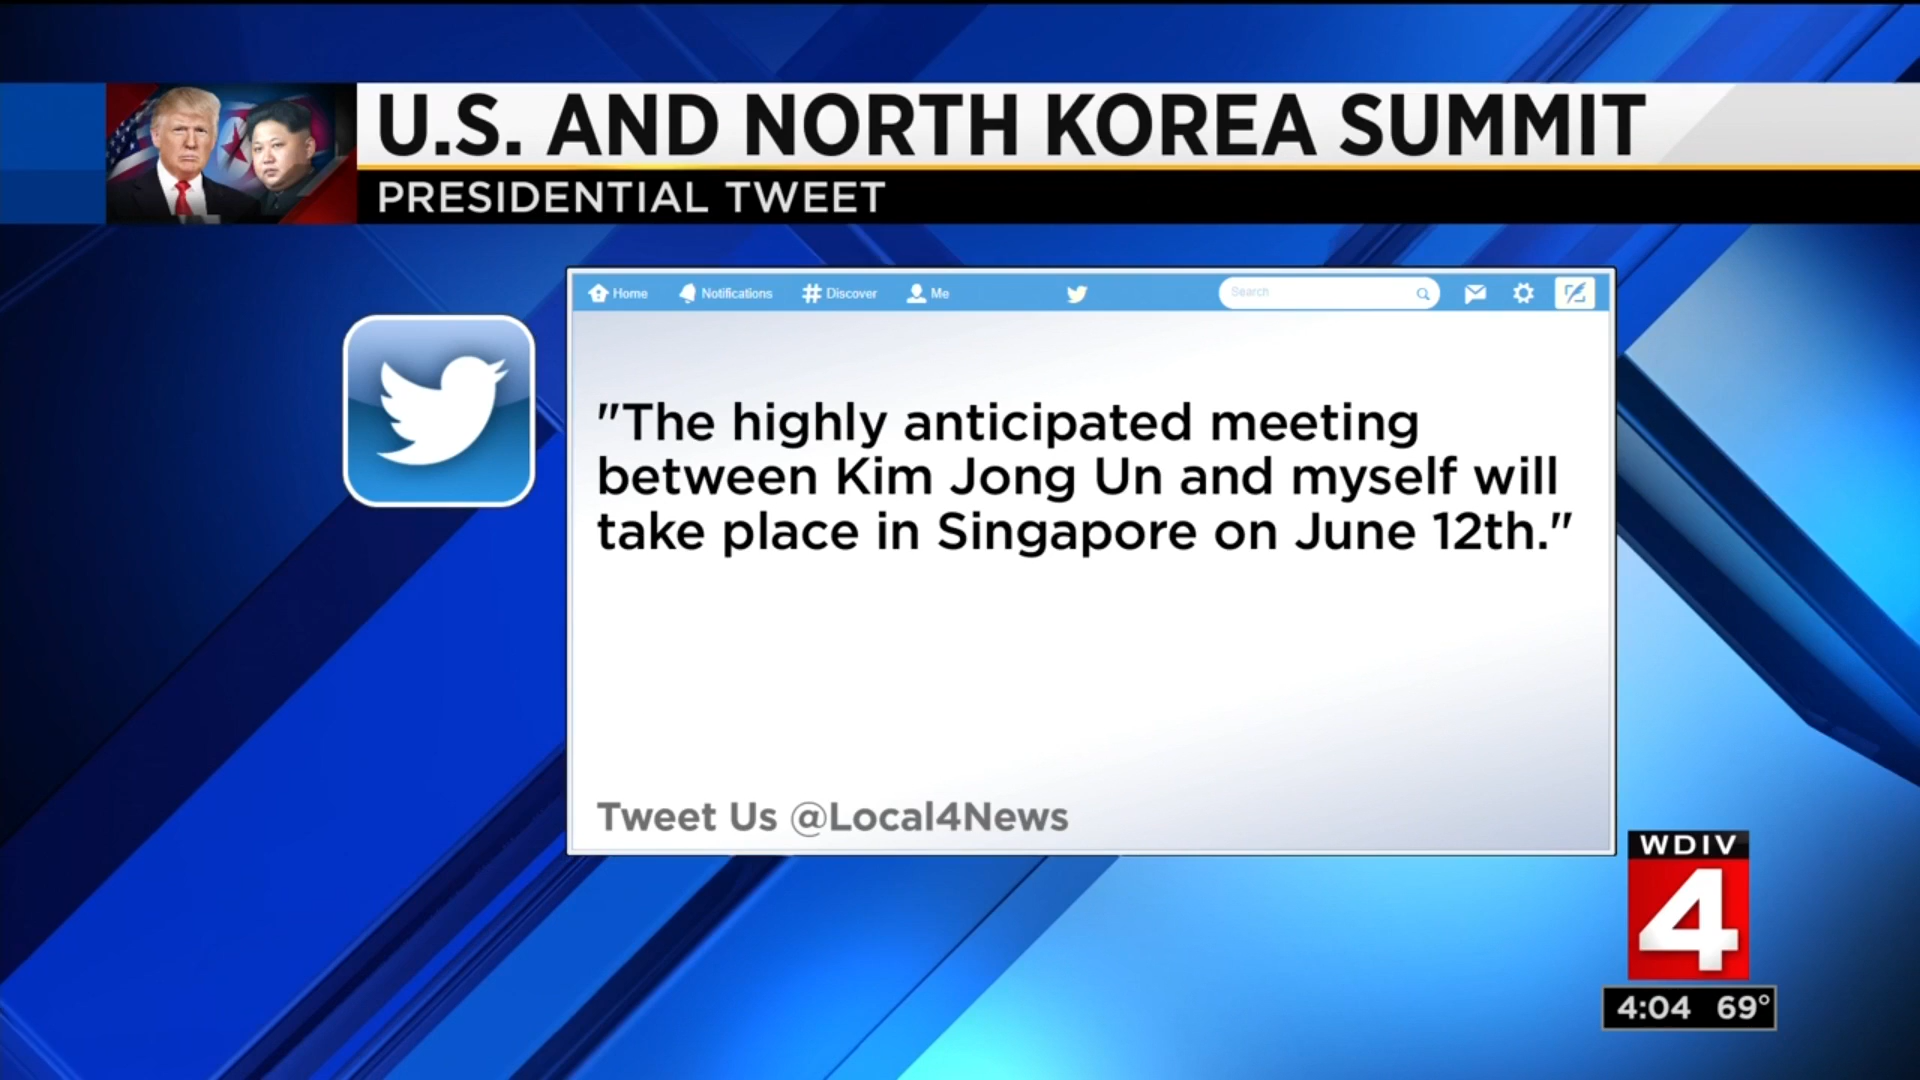 U.S. AND NORTH KOREA SUMMIT
PRESIDENTIAL TWEET
Home Notifications Discover Me Search
"The highly anticipated meeting
between Kim Jong Un and myself will
take place in Singapore on June 12th."
Tweet Us @Local4News
WDIV
4
4:04 69°